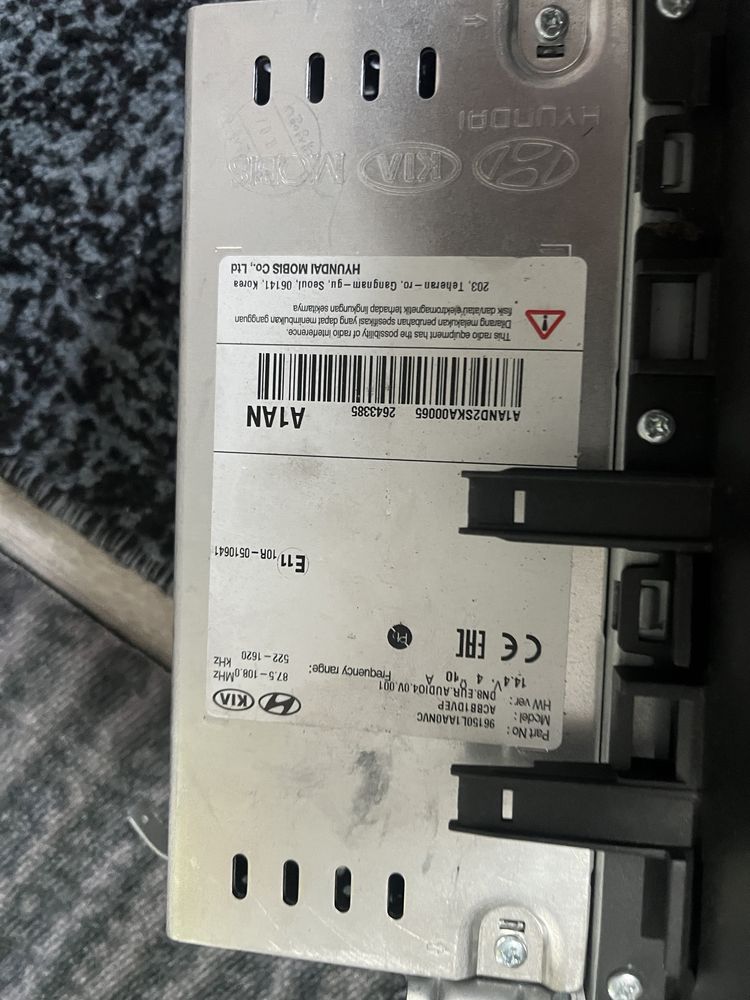 HYUNDAI KIA
Part No : 96150L1AA0NVC
Model : ACB81DVEP
HW ver : DN8.EUR.AUDIO4.0V.001
14.4 V, 4 Ω 10 A
Frequency range: 87.5-108.0 MHz
522-1620 kHz
CE EAC
E11 10R-0510641
A1AND2SKA00065 2643385 A1AN
This radio equipment has the possibility of radio interference.
Dilarang melakukan perubahan spesifikasi yang dapat menimbulkan gangguan
fisik dan/atau elektromagnetik terhadap lingkungan sekitarnya
203, Teheran-ro, Gangnam-gu, Seoul, 06141, Korea
HYUNDAI MOBIS Co., Ltd
HYUNDAI
KIA MOBIS